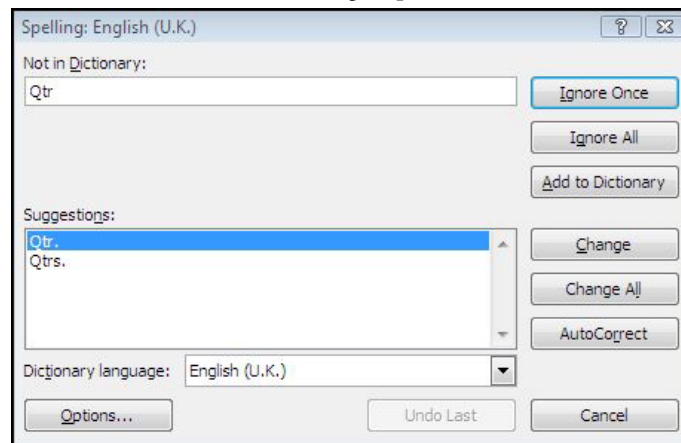 Spelling: English (U.K.)
?
Not in Dictionary:
Qtr
Ignore Once
Ignore All
Add to Dictionary
Suggestions:
Qtr.
Qtrs.
Change
Change All
AutoCorrect
Dictionary language: English (U.K.)
Options... Undo Last Cancel